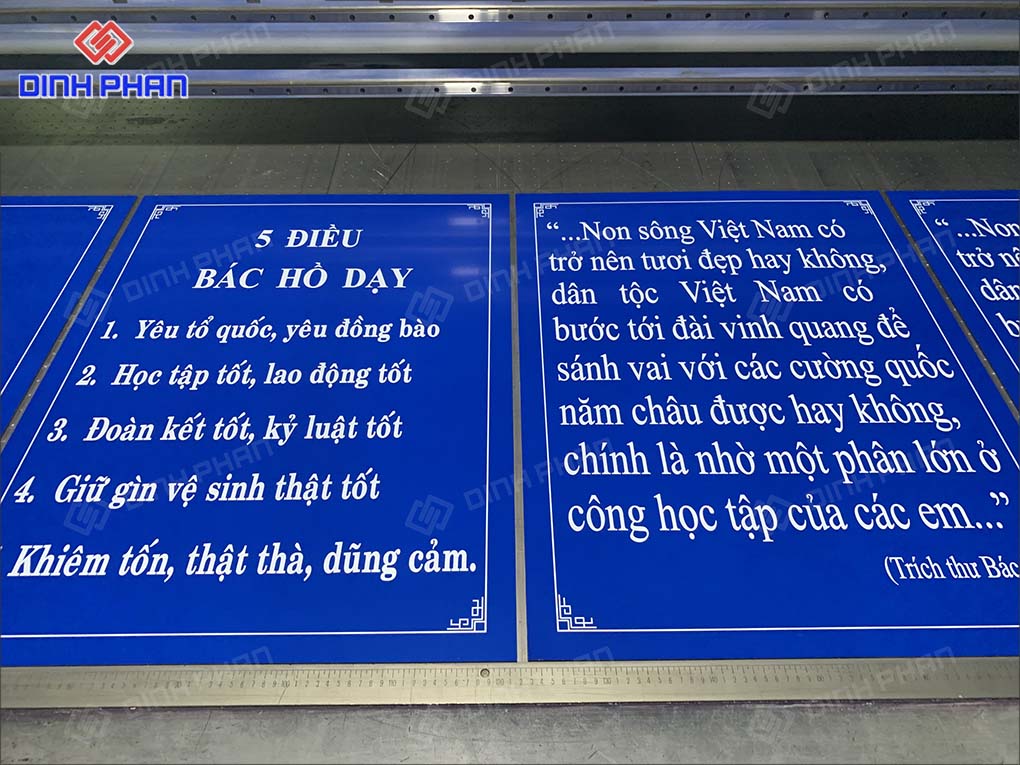 DINH PHAN
5 ĐIỀU
BÁC HỒ DẠY
1. Yêu tổ quốc, yêu đồng bào
2. Học tập tốt, lao động tốt
3. Đoàn kết tốt, kỷ luật tốt
4. Giữ gìn vệ sinh thật tốt
Khiêm tốn, thật thà, dũng cảm.
“...Non sông Việt Nam có
trở nên tươi đẹp hay không,
dân tộc Việt Nam có
bước tới đài vinh quang để
sánh vai với các cường quốc
năm châu được hay không,
chính là nhờ một phân lớn ở
công học tập của các em...”
(Trích thư Bác
“...Non
trở
dân